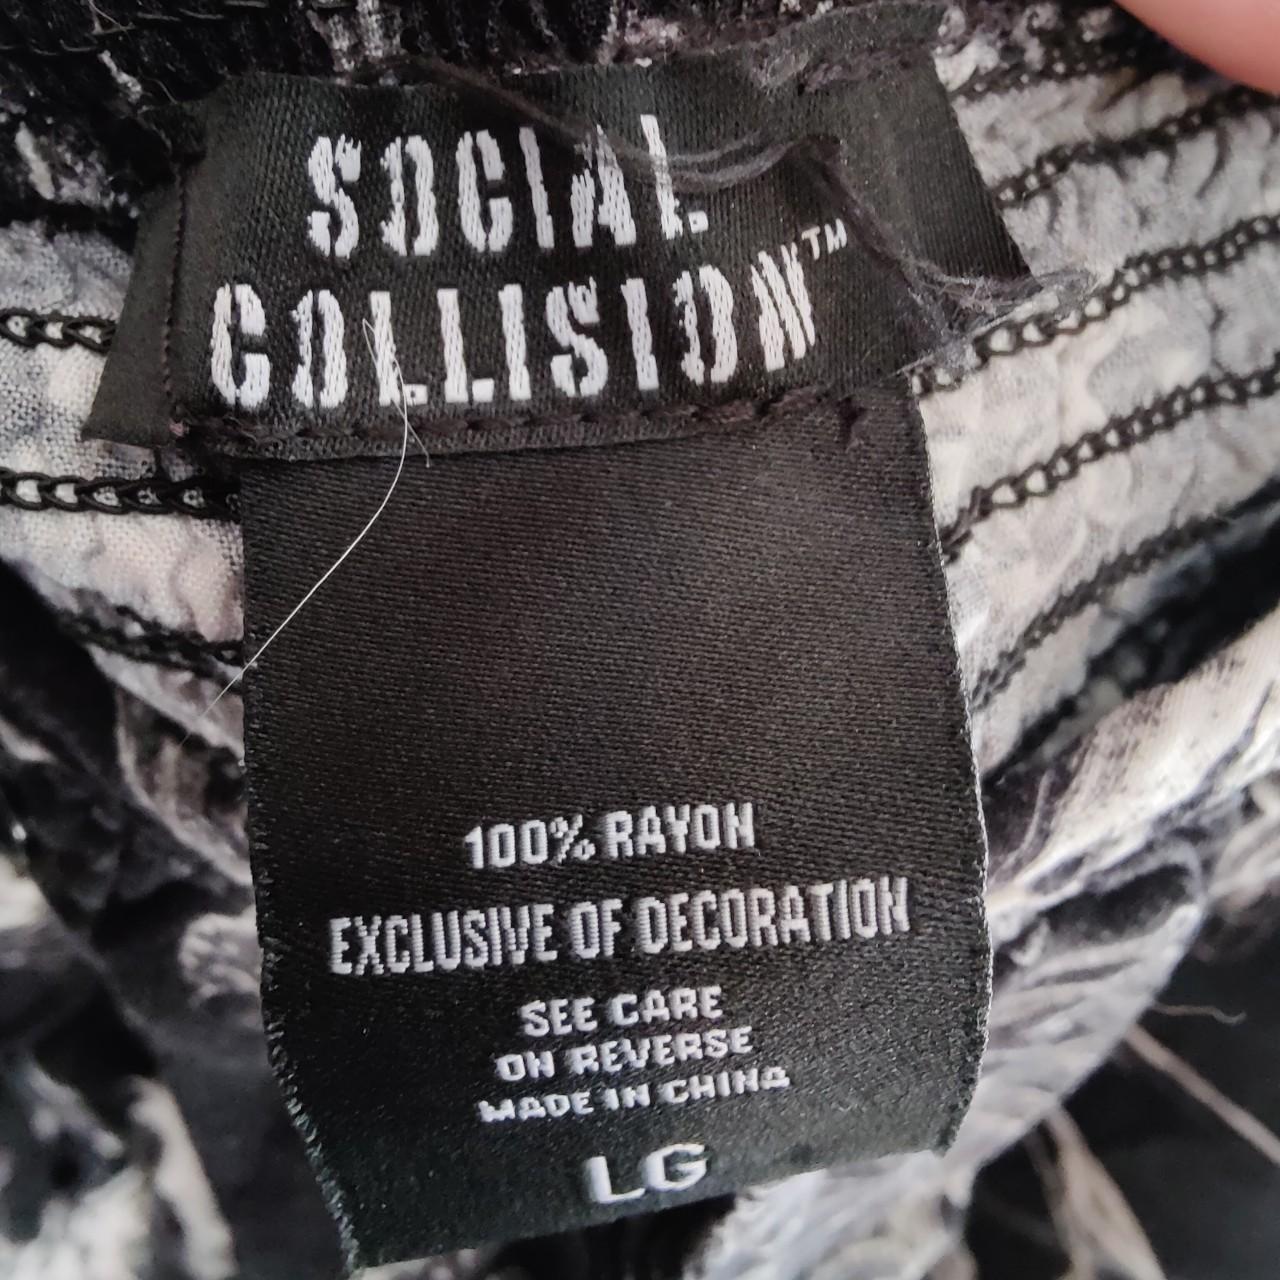 SOCIAL
COLLISION™
100% RAYON
EXCLUSIVE OF DECORATION
SEE CARE
ON REVERSE
MADE IN CHINA
LG